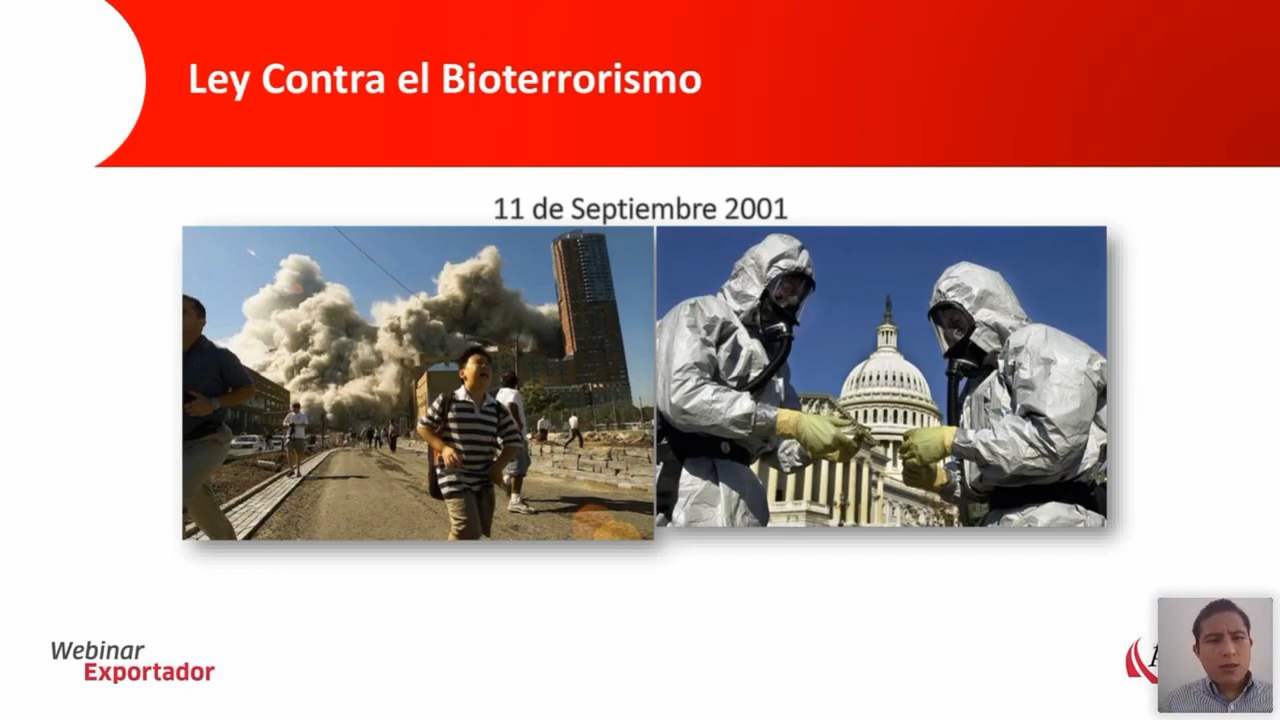 Ley Contra el Bioterrorismo
11 de Septiembre 2001
Webinar
Exportador